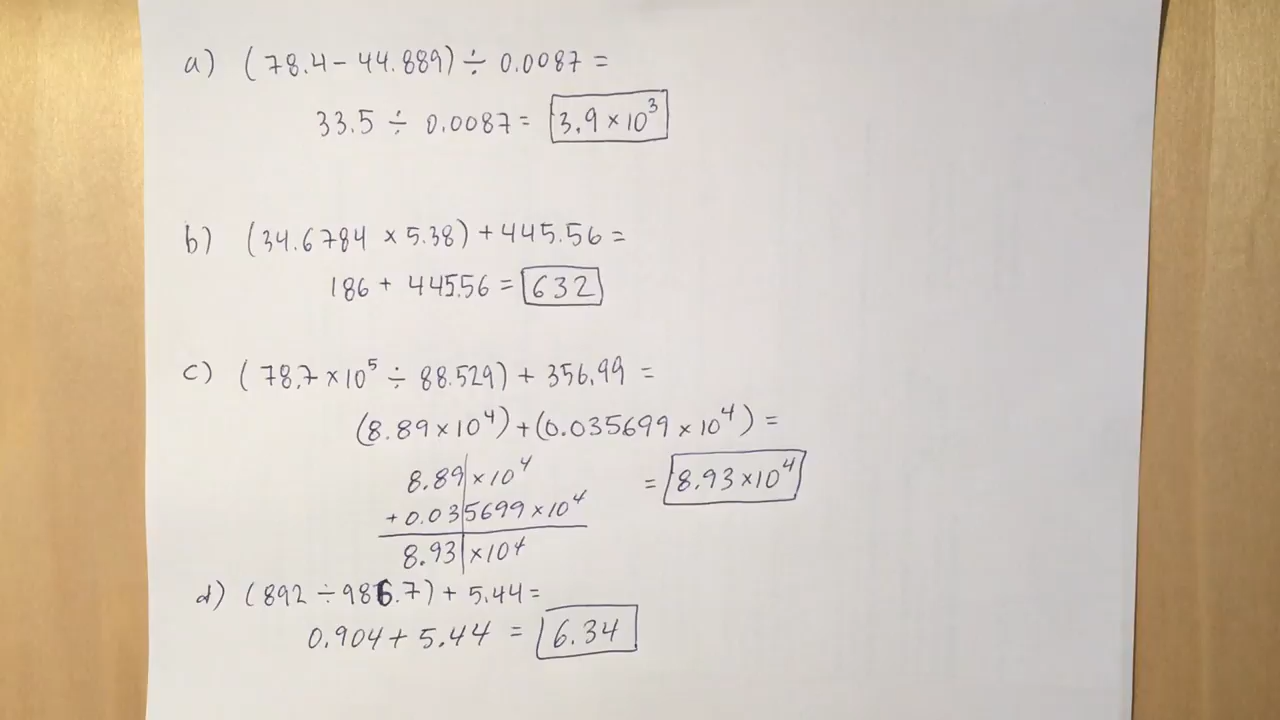 a) (78.4 - 44.889) ÷ 0.0087 =
33.5 ÷ 0.0087 = 3.9 × 10³
b) (34.6784 × 5.38) + 445.56 =
186 + 445.56 = 632
c) (78.7 × 10⁵ ÷ 88.529) + 356.99 =
(8.89 × 10⁴) + (0.035699 × 10⁴) =
8.89 × 10⁴
= 8.93 × 10⁴
+ 0.035699 × 10⁴
8.93 × 10⁴
d) (892 ÷ 986.7) + 5.44 =
0.904 + 5.44 = 6.34